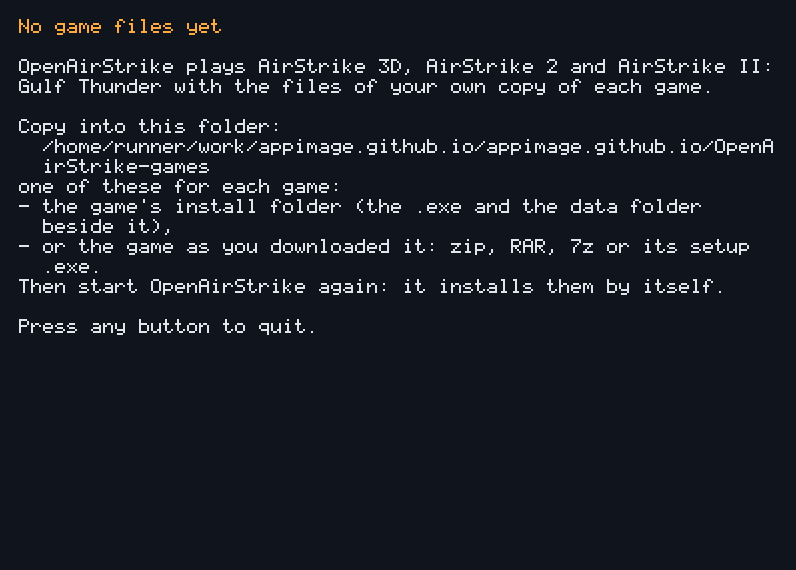 No game files yet
OpenAirStrike plays AirStrike 3D, AirStrike 2 and AirStrike II:
Gulf Thunder with the files of your own copy of each game.
Copy into this folder:
/home/runner/work/appimage.github.io/appimage.github.io/OpenA
irStrike-games
one of these for each game:
- the game's install folder (the .exe and the data folder
beside it),
- or the game as you downloaded it: zip, RAR, 7z or its setup
.exe.
Then start OpenAirStrike again: it installs them by itself.
Press any button to quit.